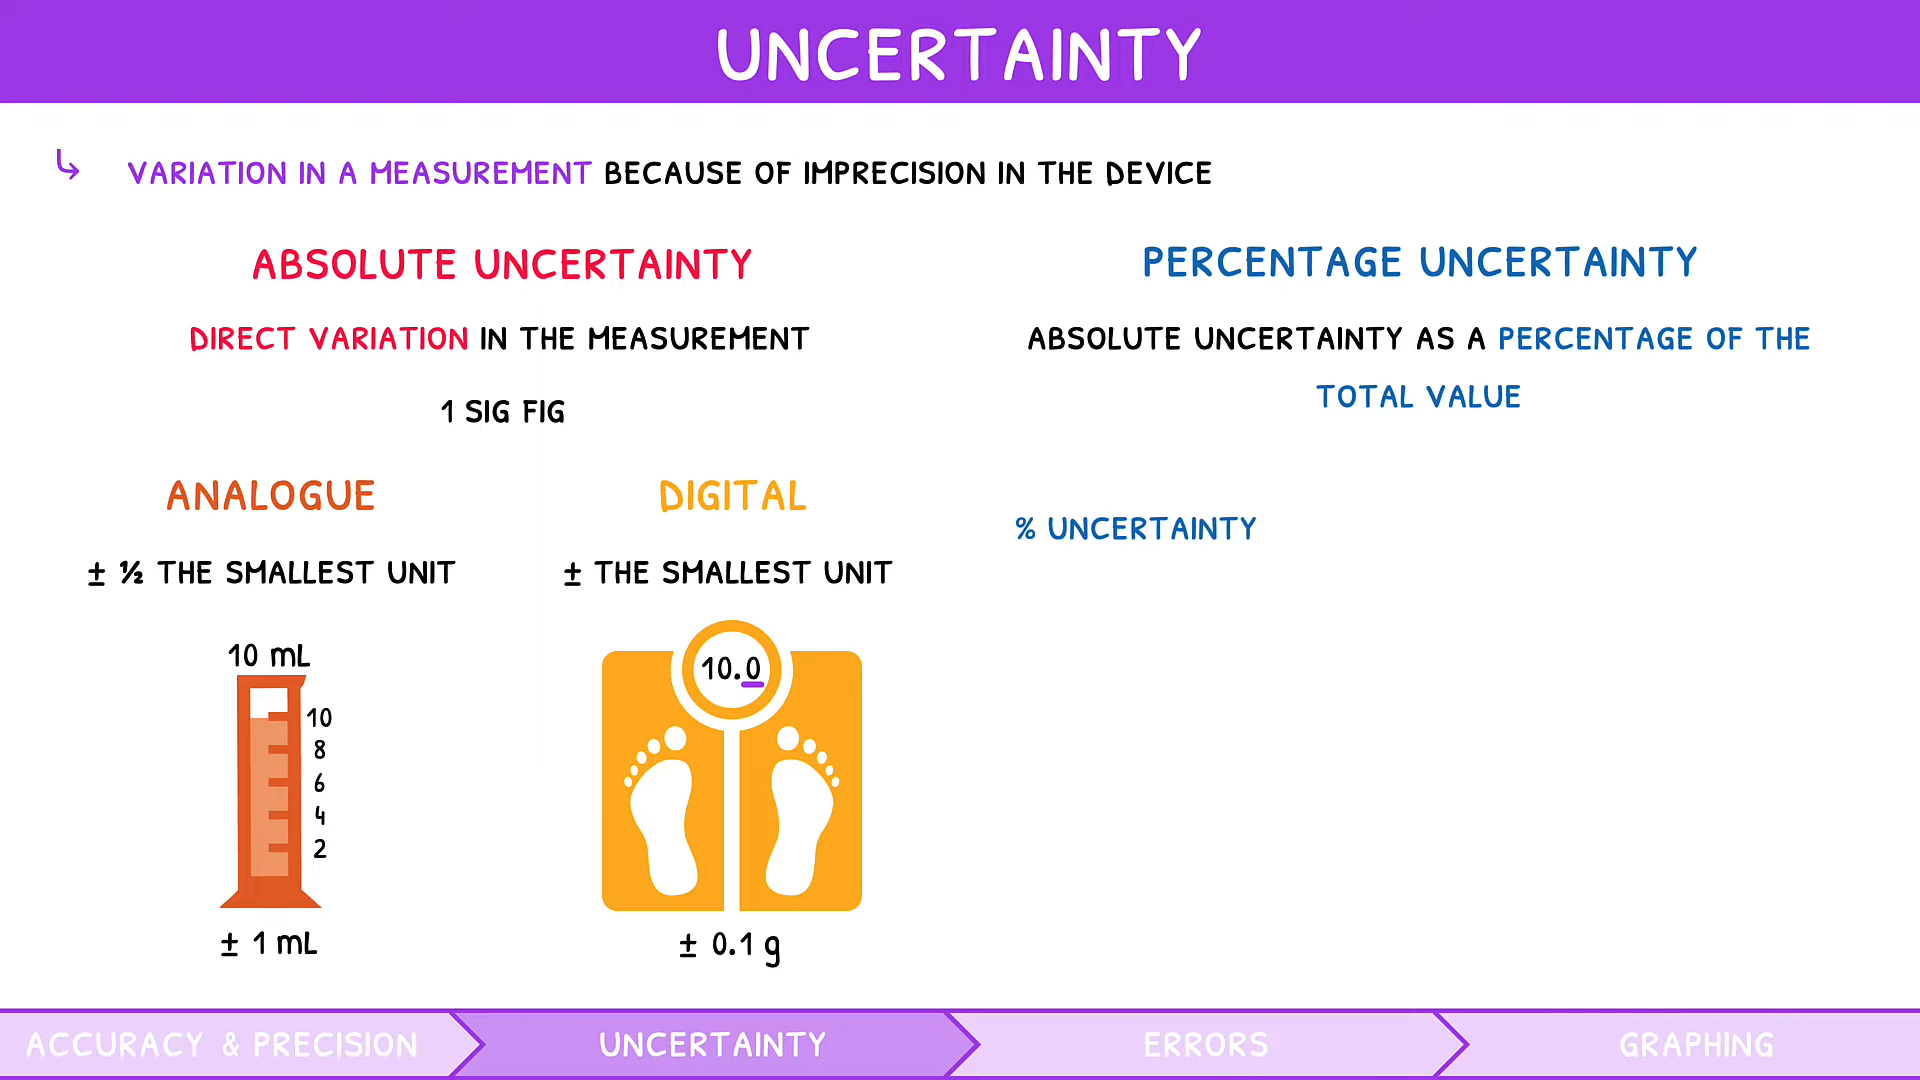 UNCERTAINTY
↳ VARIATION IN A MEASUREMENT BECAUSE OF IMPRECISION IN THE DEVICE
ABSOLUTE UNCERTAINTY
DIRECT VARIATION IN THE MEASUREMENT
1 SIG FIG
ANALOGUE
± ½ THE SMALLEST UNIT
10 mL
10
8
6
4
2
± 1 mL
DIGITAL
± THE SMALLEST UNIT
10.0
± 0.1 g
PERCENTAGE UNCERTAINTY
ABSOLUTE UNCERTAINTY AS A PERCENTAGE OF THE
TOTAL VALUE
% UNCERTAINTY
ACCURACY & PRECISION
UNCERTAINTY
ERRORS
GRAPHING